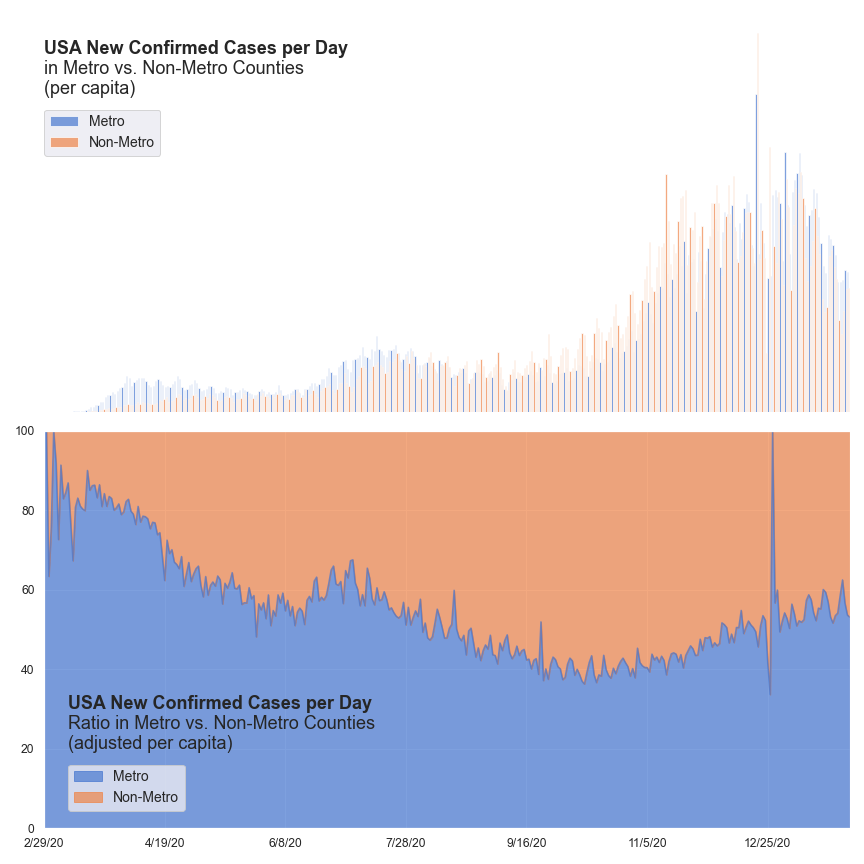 USA New Confirmed Cases per Day
in Metro vs. Non-Metro Counties
(per capita)
Metro
Non-Metro
100
80
60
40
20
0
USA New Confirmed Cases per Day
Ratio in Metro vs. Non-Metro Counties
(adjusted per capita)
Metro
Non-Metro
2/29/20 4/19/20 6/8/20 7/28/20 9/16/20 11/5/20 12/25/20